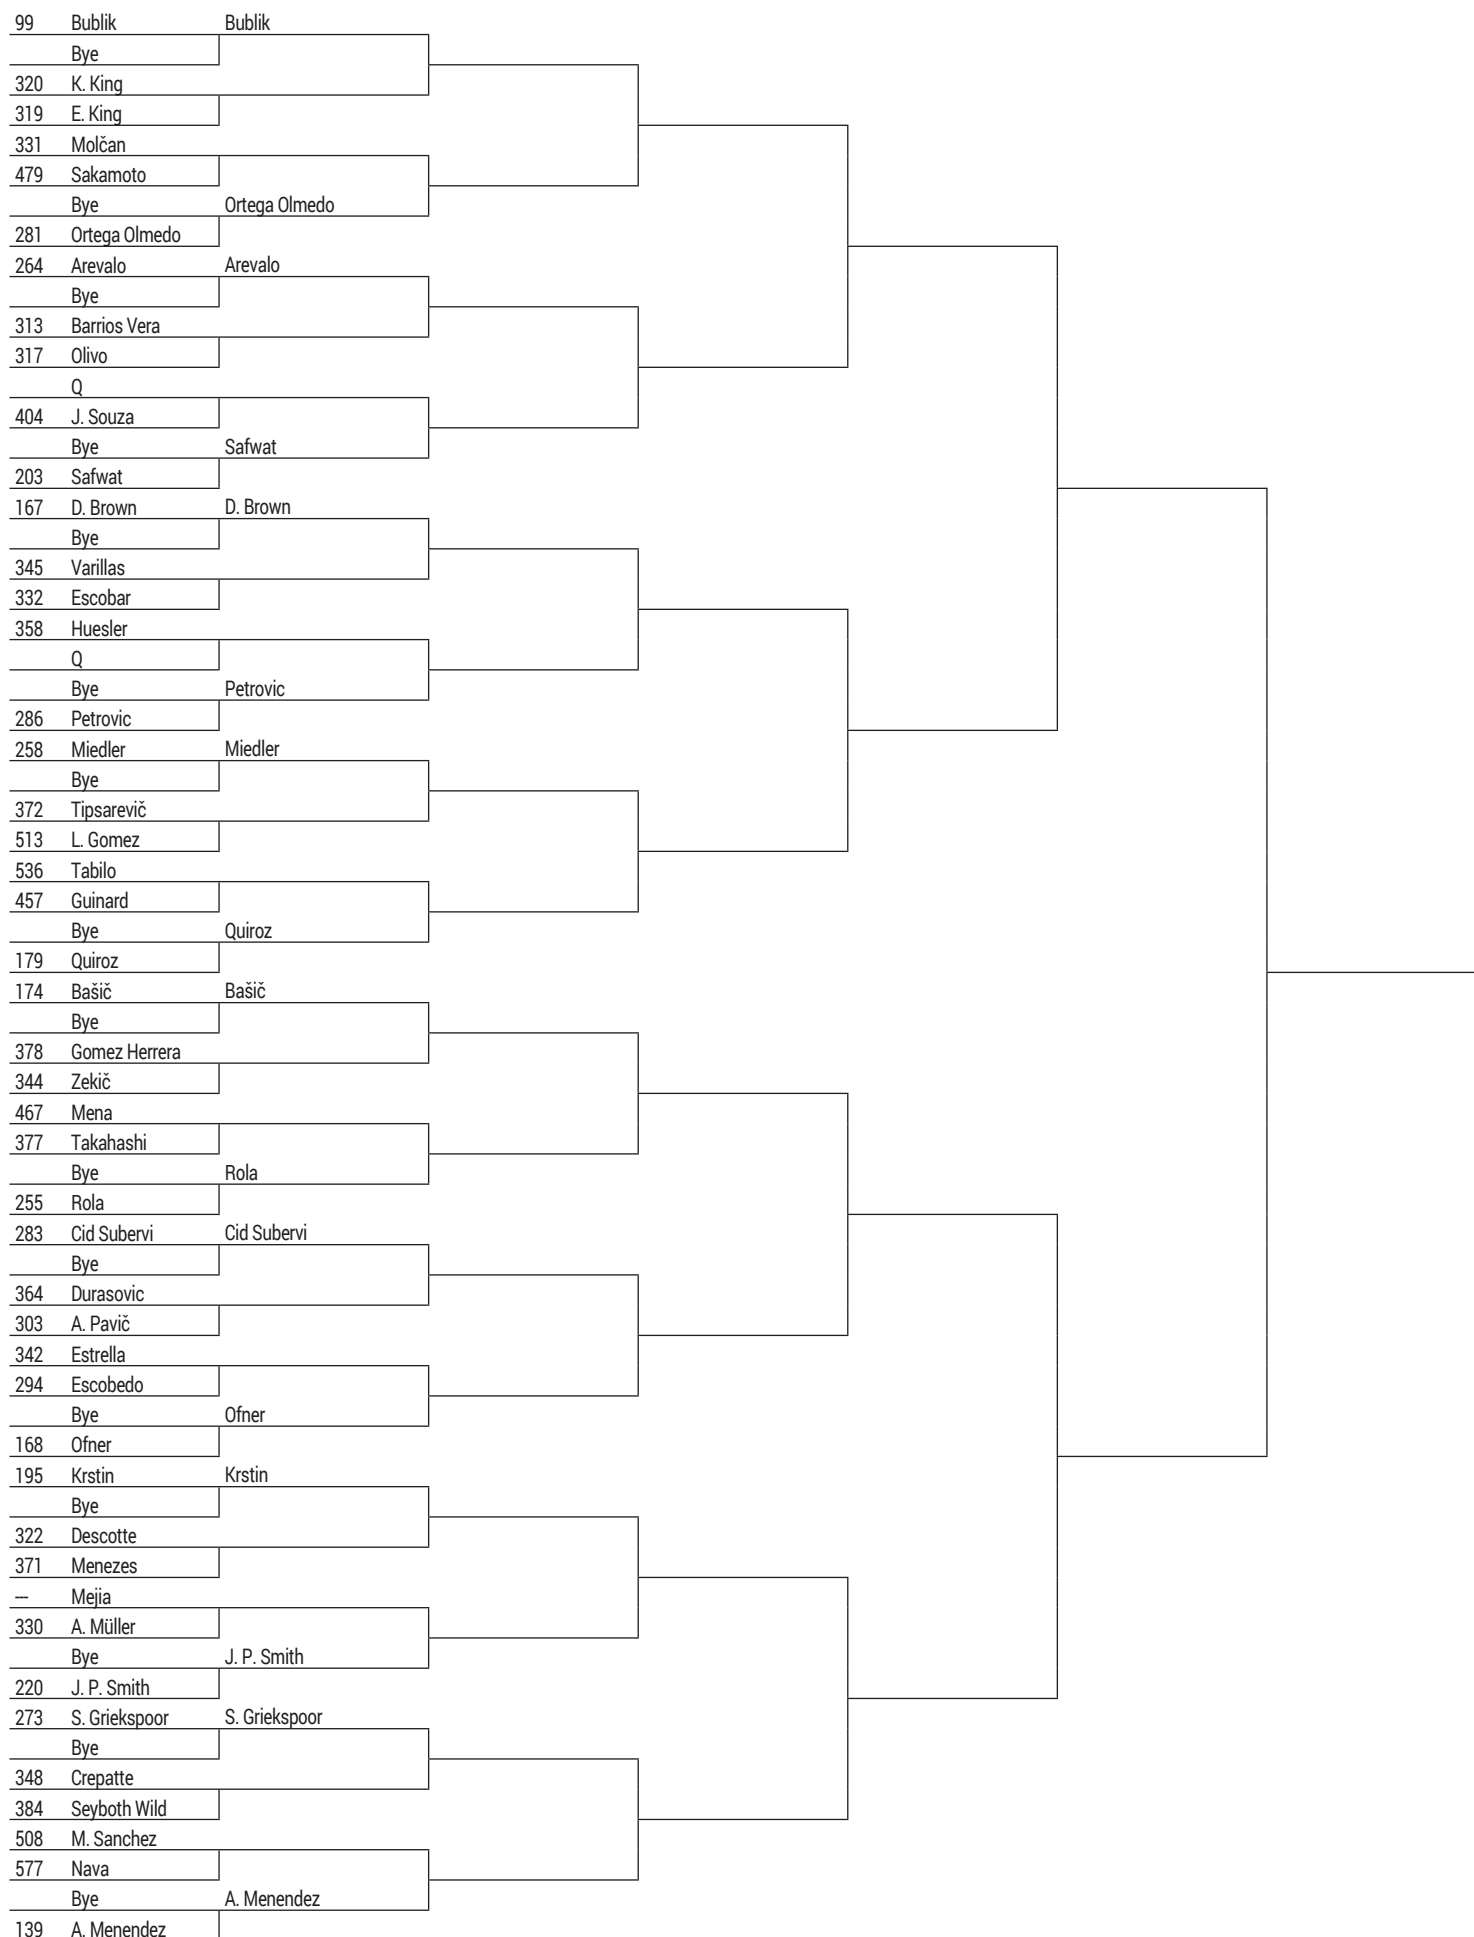 99 Bublik Bublik
Bye
320 K. King
319 E. King
331 Molčan
479 Sakamoto
Bye Ortega Olmedo
281 Ortega Olmedo
264 Arevalo Arevalo
Bye
313 Barrios Vera
317 Olivo
Q
404 J. Souza
Bye Safwat
203 Safwat
167 D. Brown D. Brown
Bye
345 Varillas
332 Escobar
358 Huesler
Q
Bye Petrovic
286 Petrovic
258 Miedler Miedler
Bye
372 Tipsarevič
513 L. Gomez
536 Tabilo
457 Guinard
Bye Quiroz
179 Quiroz
174 Bašič Bašič
Bye
378 Gomez Herrera
344 Zekič
467 Mena
377 Takahashi
Bye Rola
255 Rola
283 Cid Subervi Cid Subervi
Bye
364 Durasovic
303 A. Pavič
342 Estrella
294 Escobedo
Bye Ofner
168 Ofner
195 Krstin Krstin
Bye
322 Descotte
371 Menezes
--- Mejia
330 A. Müller
Bye J. P. Smith
220 J. P. Smith
273 S. Griekspoor S. Griekspoor
Bye
348 Crepatte
384 Seyboth Wild
508 M. Sanchez
577 Nava
Bye A. Menendez
139 A. Menendez